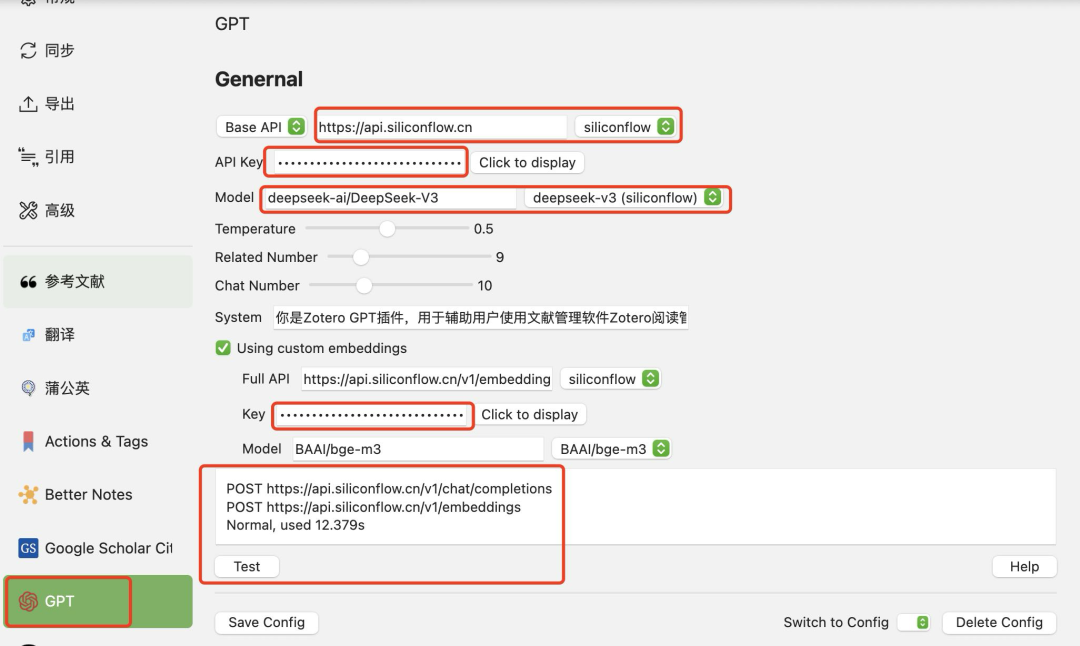 常规
同步
导出
引用
高级
参考文献
翻译
蒲公英
Actions & Tags
Better Notes
Google Scholar Cit
GS
GPT
GPT
Genernal
Base API https://api.siliconflow.cn siliconflow
API Key ••••••••••••••••••••••••••••• Click to display
Model deepseek-ai/DeepSeek-V3 deepseek-v3 (siliconflow)
Temperature 0.5
Related Number 9
Chat Number 10
System 你是Zotero GPT插件，用于辅助用户使用文献管理软件Zotero阅读
Using custom embeddings
Full API https://api.siliconflow.cn/v1/embedding siliconflow
Key ••••••••••••••••••••••••••••• Click to display
Model BAAI/bge-m3 BAAI/bge-m3
POST https://api.siliconflow.cn/v1/chat/completions
POST https://api.siliconflow.cn/v1/embeddings
Normal, used 12.379s
Test Help
Save Config Switch to Config Delete Config